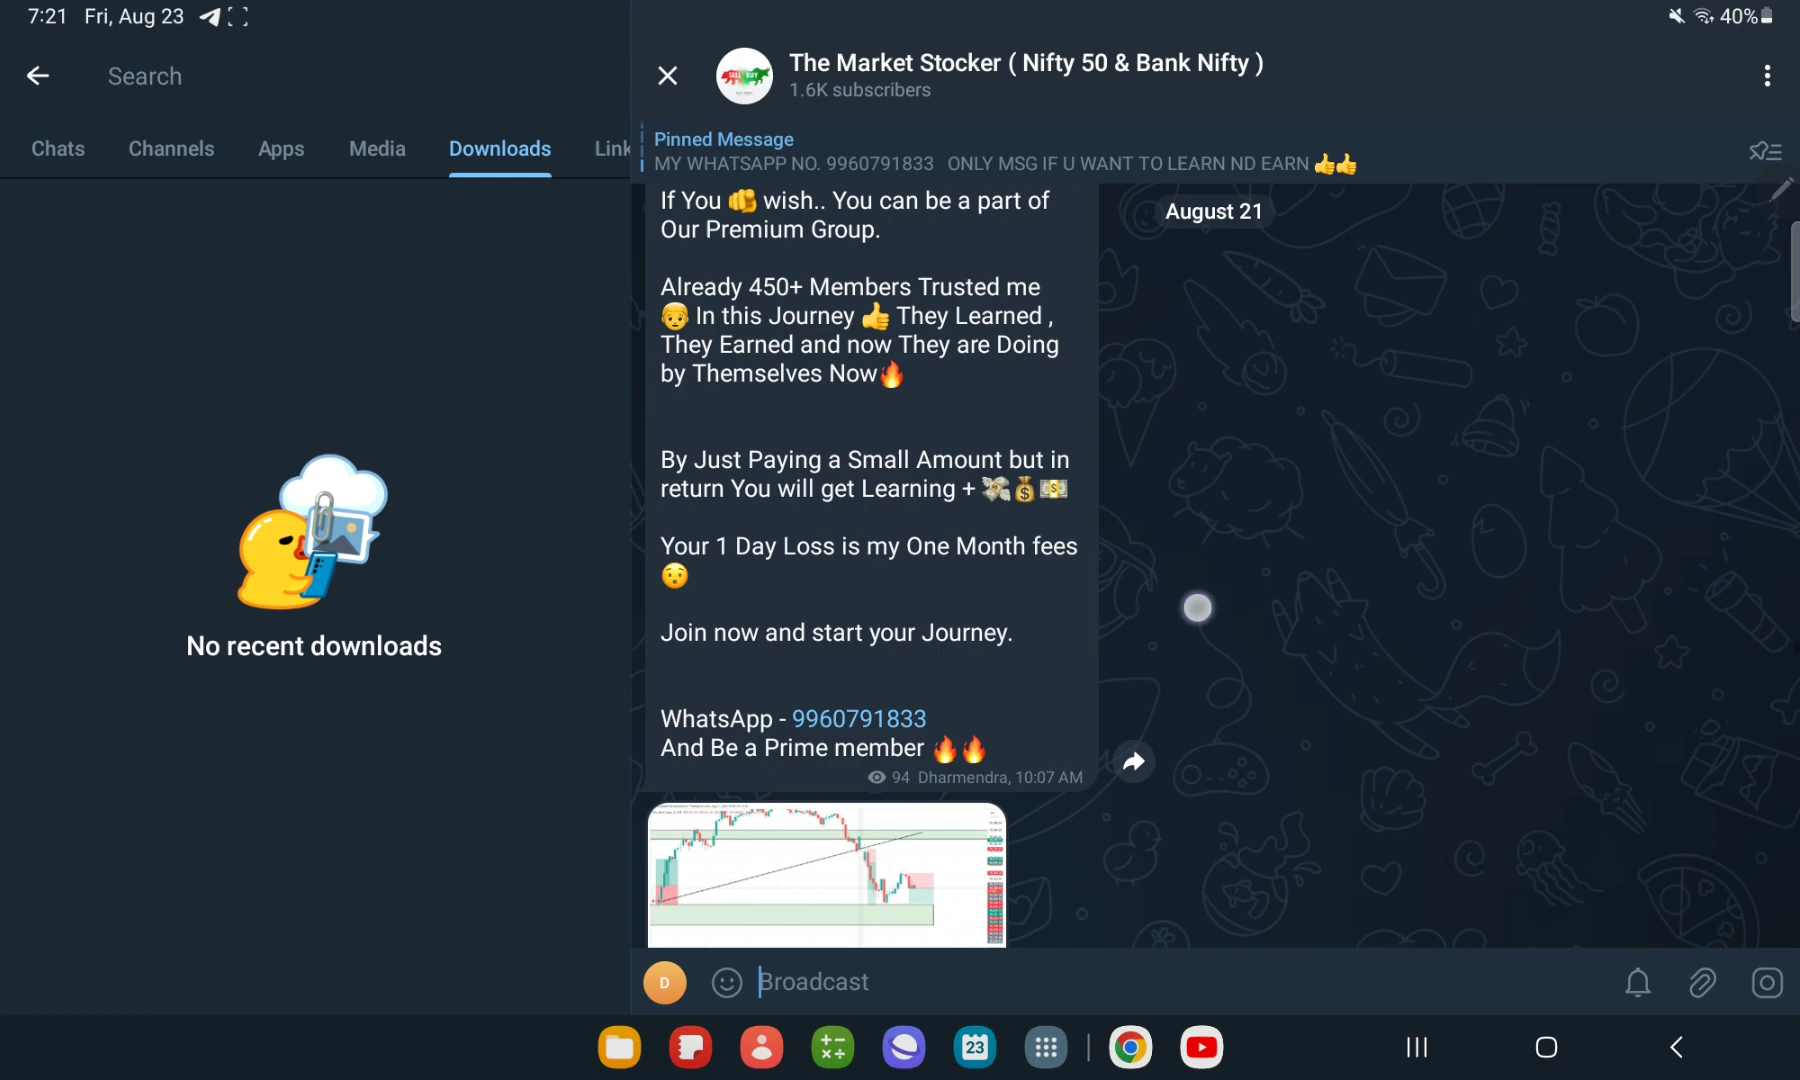 7:21 Fri, Aug 23
40%
Search
Chats Channels Apps Media Downloads Link
No recent downloads
SELL BUY
The Market Stocker ( Nifty 50 & Bank Nifty )
1.6K subscribers
Pinned Message
MY WHATSAPP NO. 9960791833 ONLY MSG IF U WANT TO LEARN ND EARN 👍👍
August 21
If You 🫵 wish.. You can be a part of
Our Premium Group.
Already 450+ Members Trusted me
👨‍🦳 In this Journey 👍 They Learned ,
They Earned and now They are Doing
by Themselves Now🔥
By Just Paying a Small Amount but in
return You will get Learning + 💸💰💵
Your 1 Day Loss is my One Month fees
😯
Join now and start your Journey.
WhatsApp - 9960791833
And Be a Prime member 🔥🔥
94 Dharmendra, 10:07 AM
D
Broadcast
23